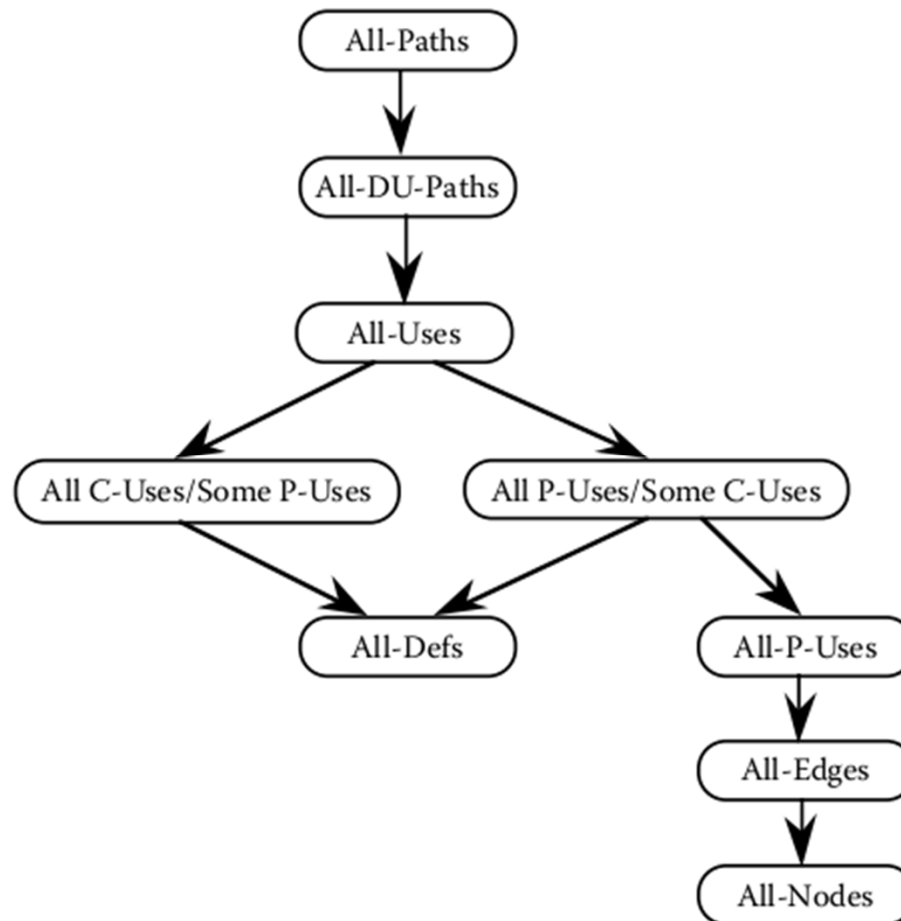 All-Paths
All-DU-Paths
All-Uses
All C-Uses/Some P-Uses
All P-Uses/Some C-Uses
All-Defs
All-P-Uses
All-Edges
All-Nodes